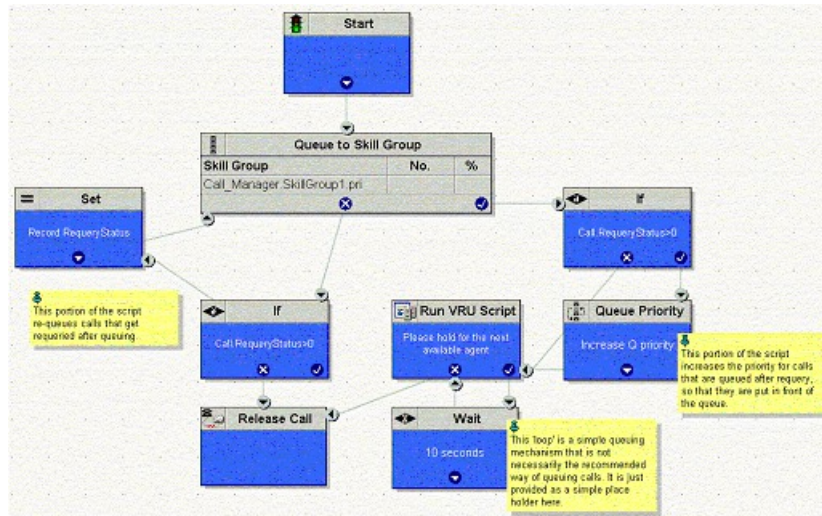 Start
Queue to Skill Group
Skill Group No. %
Call_Manager.SkillGroup1.pri
Set
Record RequeryStatus
If
Call.RequeryStatus>0
This portion of the script
re-queues calls that get
requeried after queuing.
If
Call.RequeryStatus>0
Run VRU Script
Please hold for the next
available agent
Queue Priority
Increase Q priority
This portion of the script
increases the priority for calls
that are queued after requery,
so that they are put in front of
the queue.
Release Call
Wait
10 seconds
This 'loop' is a simple queuing
mechanism that is not
necessarily the recommended
way of queuing calls. It is just
provided as a simple place
holder here.